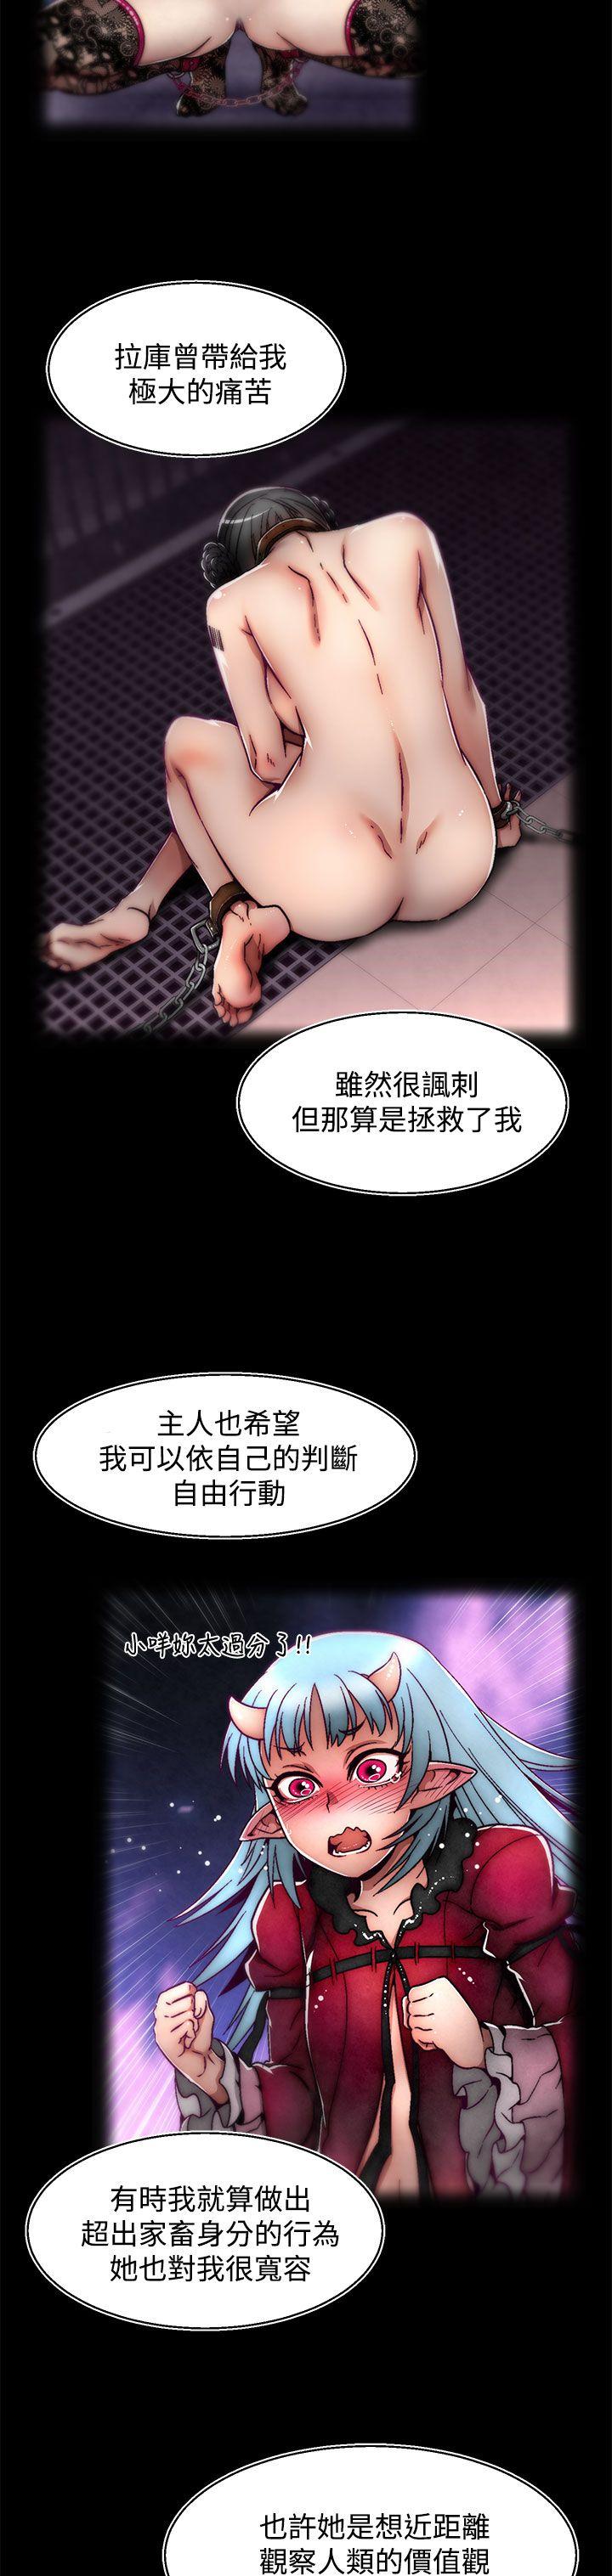 拉庫曾帶給我
極大的痛苦
雖然很諷刺
但那算是拯救了我
主人也希望
我可以依自己的判斷
自由行動
小咩妳太過分了!!
有時我就算做出
超出家畜身分的行為
她也對我很寬容
也許她是想近距離
觀察人類的價值觀